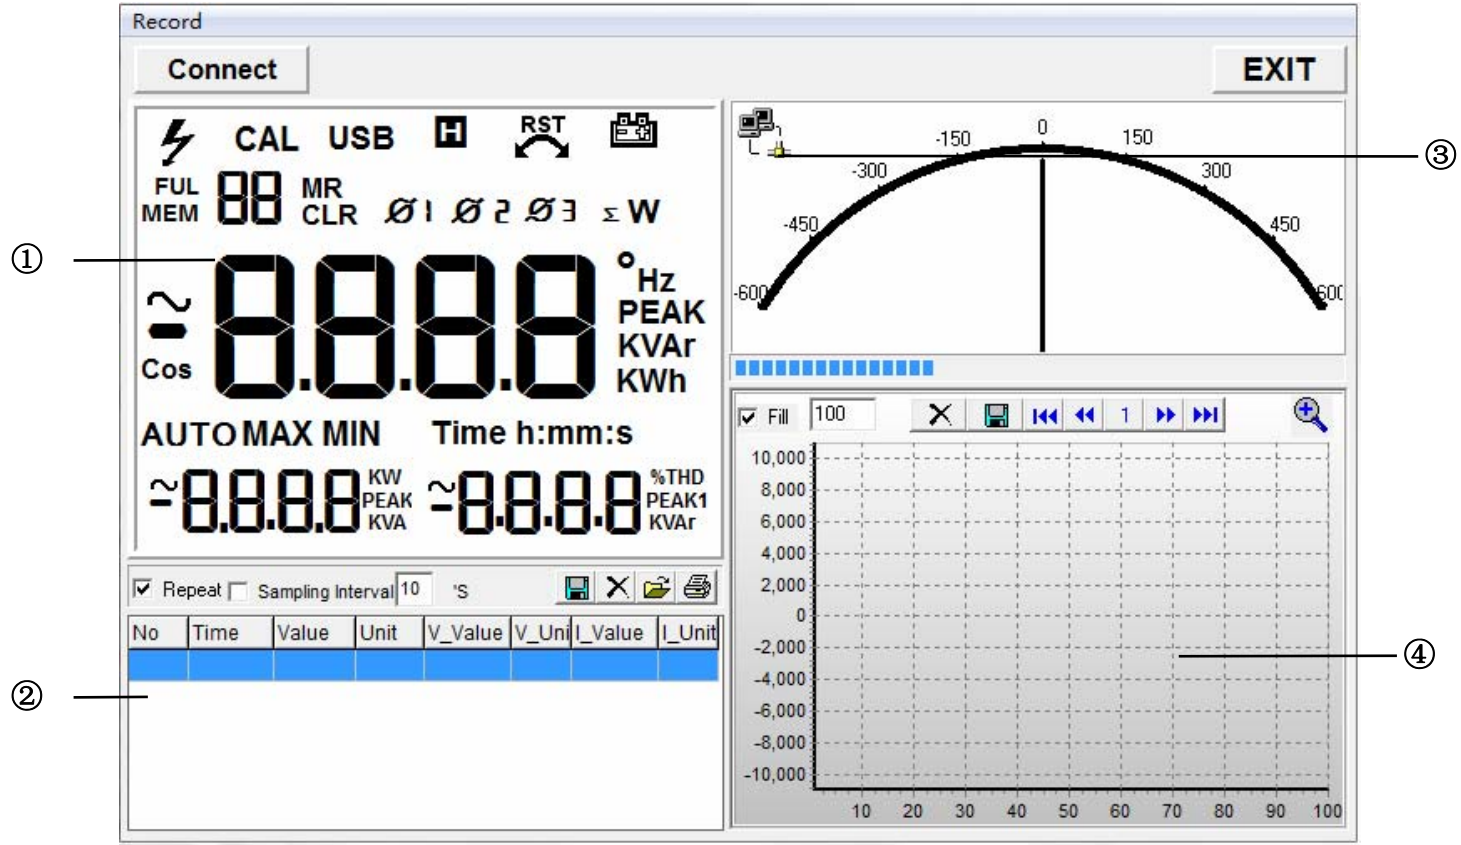 Record
Connect
EXIT
CAL USB H RST
FUL MEM 88 MR CLR Ø1 Ø2 Ø3 Σ W
①
8.8.8.8
° Hz
PEAK
KVAr
KWh
Cos
AUTO MAX MIN Time h:mm:s
8.8.8.8 KW PEAK KVA 8.8.8.8 %THD PEAK1 KVAr
Repeat Sampling Interval 10 'S
No Time Value Unit V_Value V_Uni I_Value I_Unit
②
-600 -450 -300 -150 0 150 300 450 600
③
Fill 100 1
10,000
8,000
6,000
4,000
2,000
0
-2,000
-4,000
-6,000
-8,000
-10,000
10 20 30 40 50 60 70 80 90 100
④